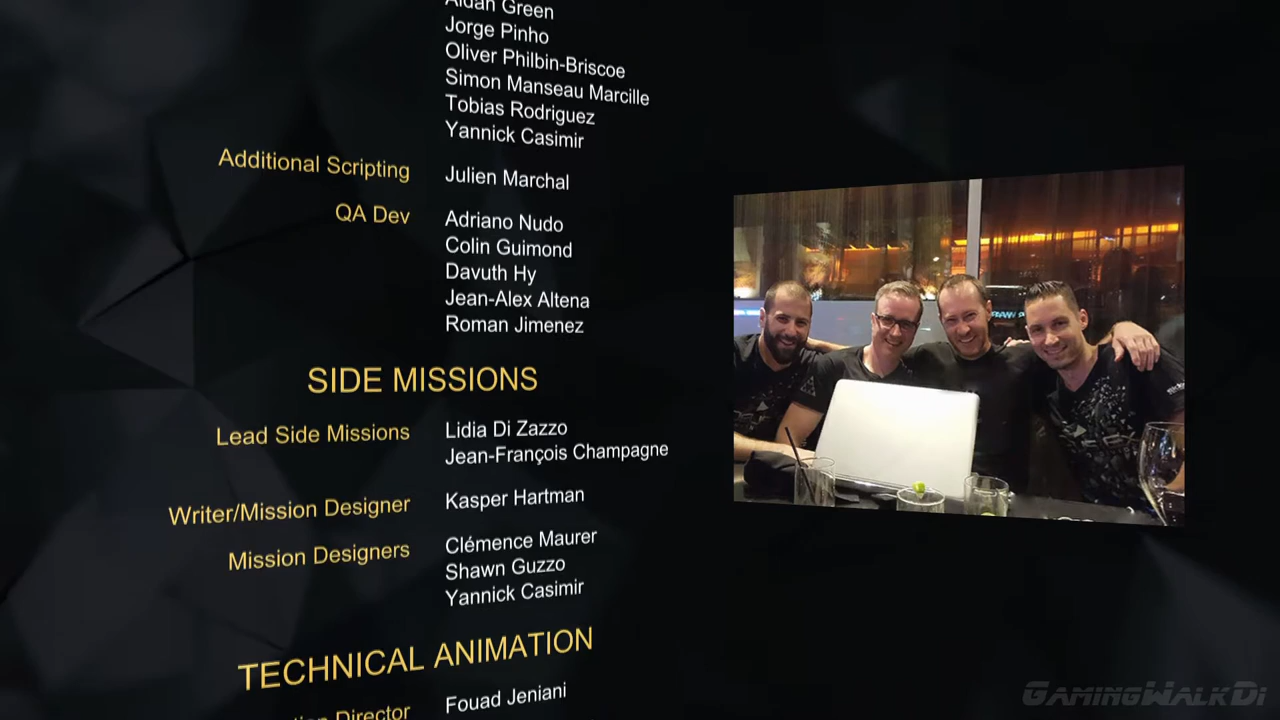 Aidan Green
Jorge Pinho
Oliver Philbin-Briscoe
Simon Manseau Marcille
Tobias Rodriguez
Yannick Casimir
Additional Scripting Julien Marchal
QA Dev Adriano Nudo
Colin Guimond
Davuth Hy
Jean-Alex Altena
Roman Jimenez
SIDE MISSIONS
Lead Side Missions Lidia Di Zazzo
Jean-François Champagne
Writer/Mission Designer Kasper Hartman
Mission Designers Clémence Maurer
Shawn Guzzo
Yannick Casimir
TECHNICAL ANIMATION
Director Fouad Jeniani
GamingWalkDi